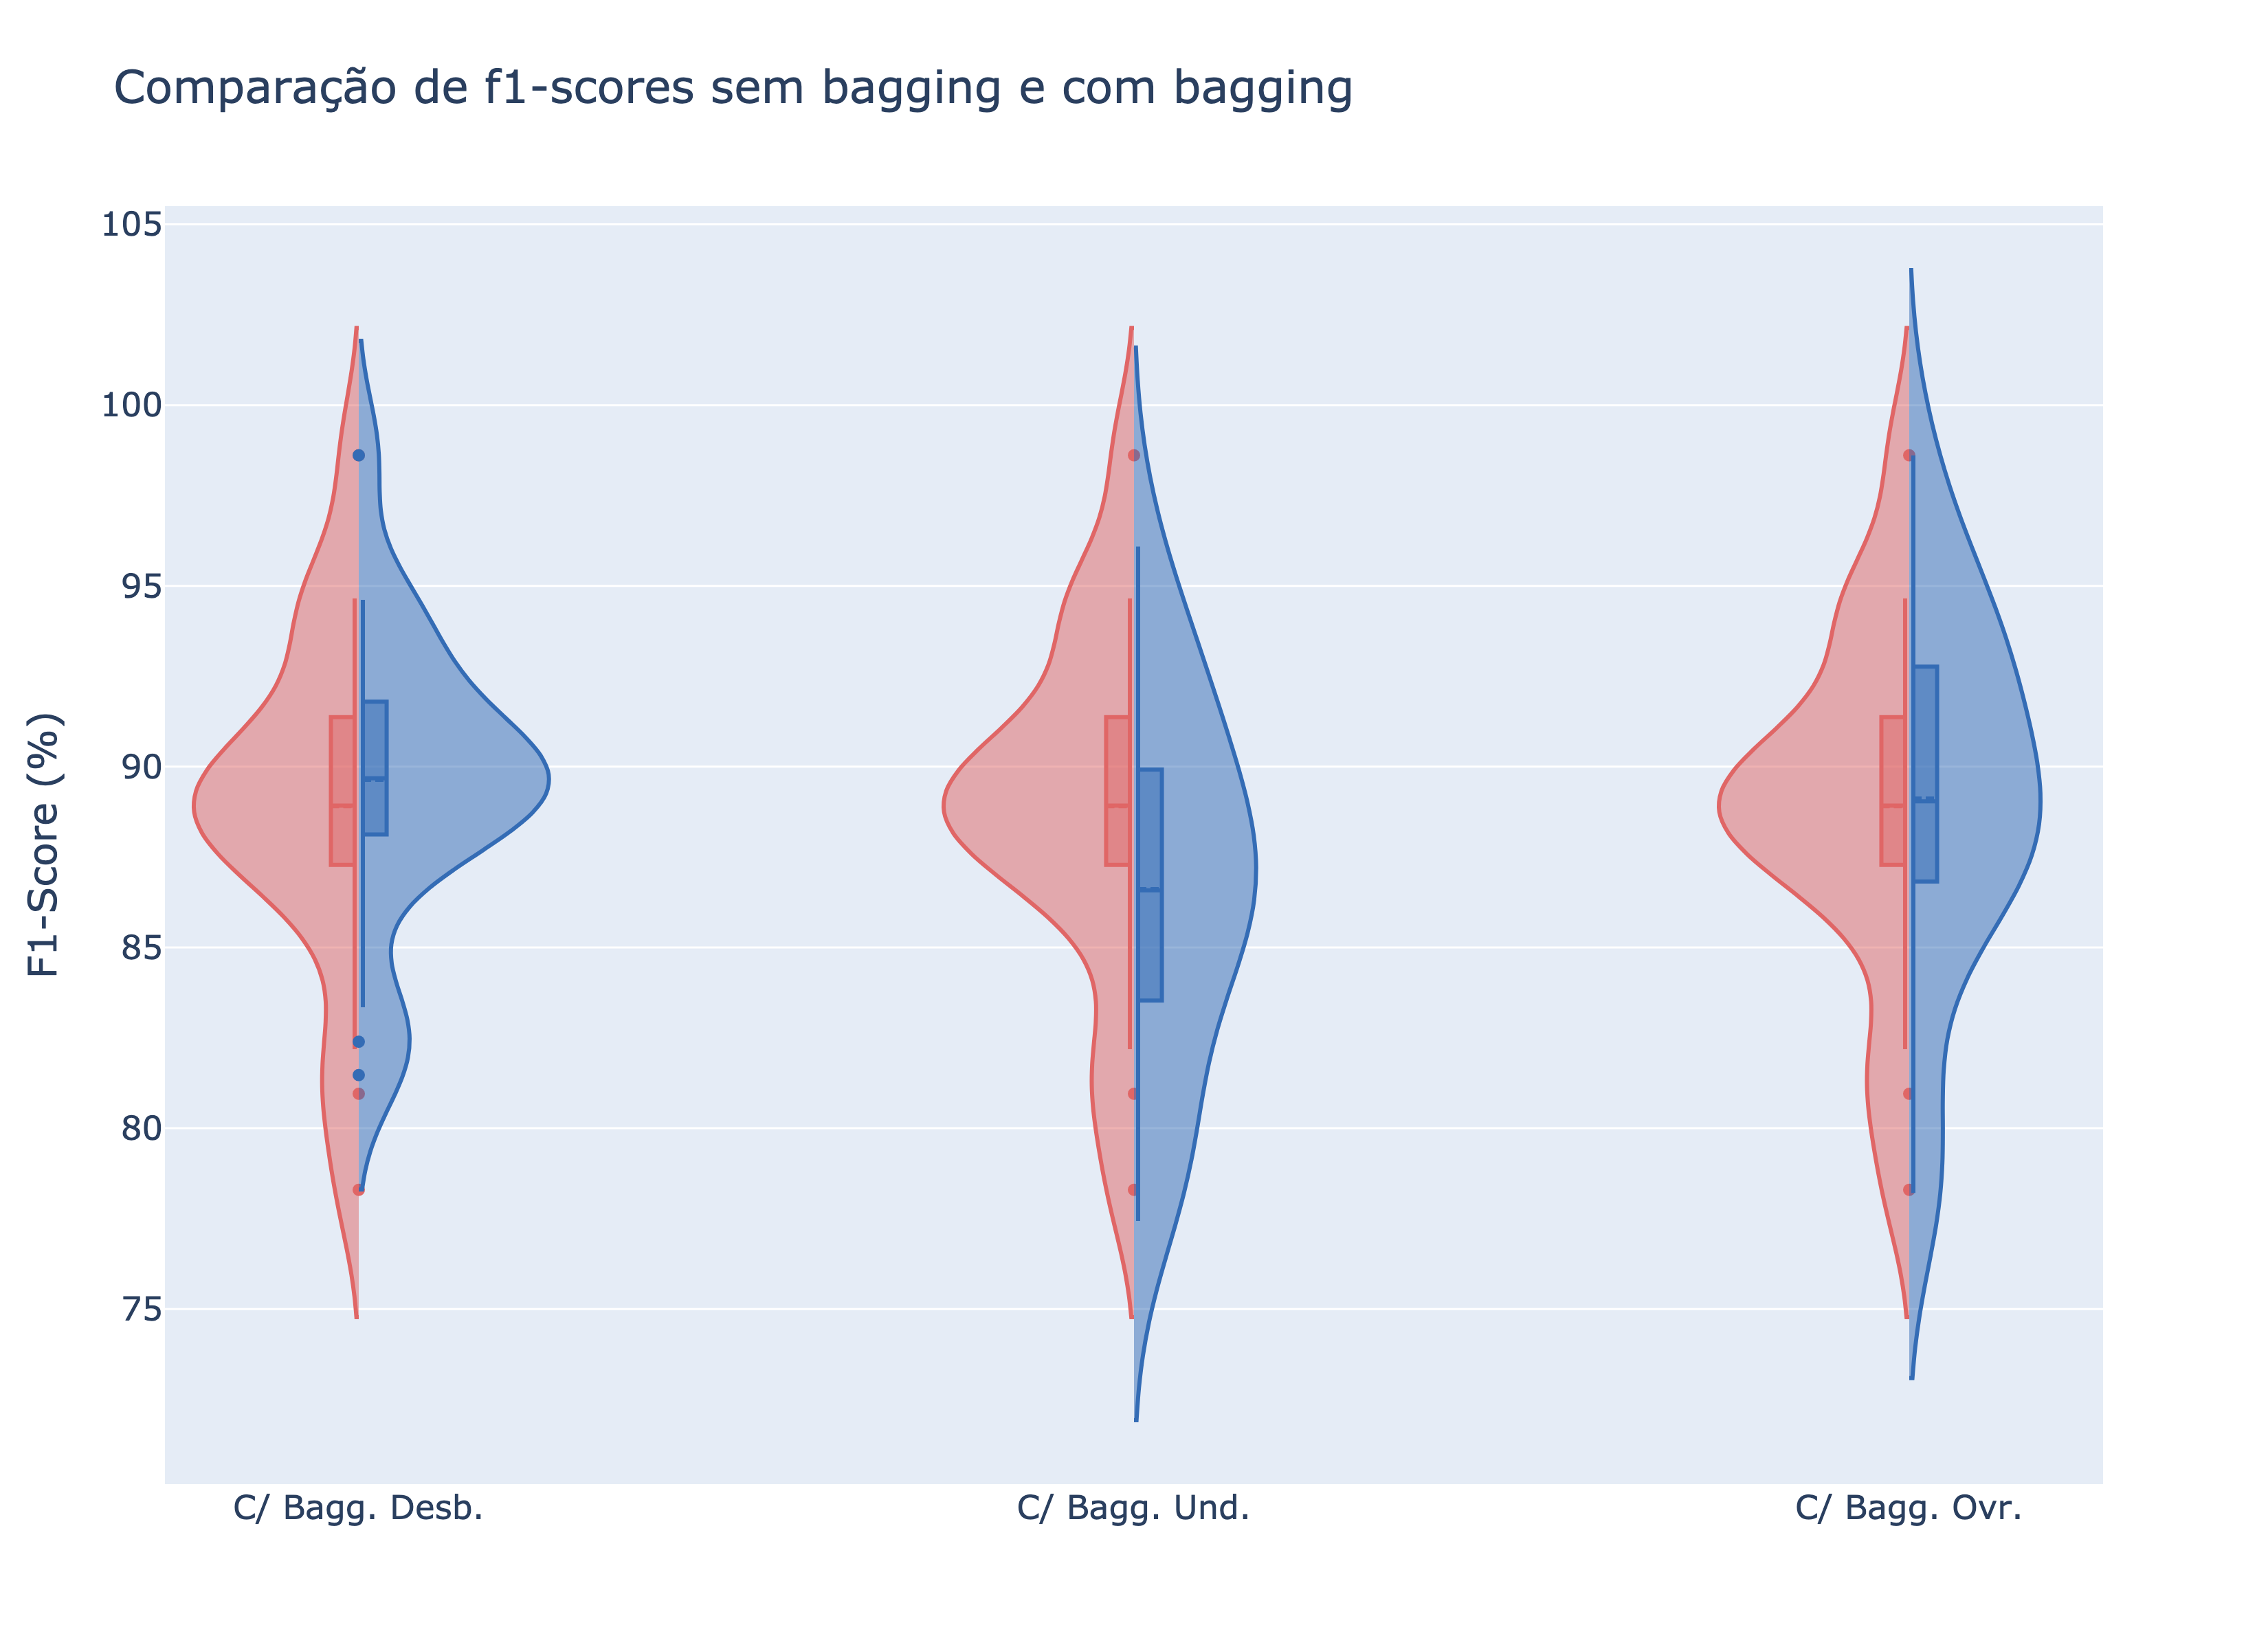 Comparação de f1-scores sem bagging e com bagging
105
100
95
90
85
80
75
F1-Score (%)
C/ Bagg. Desb.
C/ Bagg. Und.
C/ Bagg. Ovr.